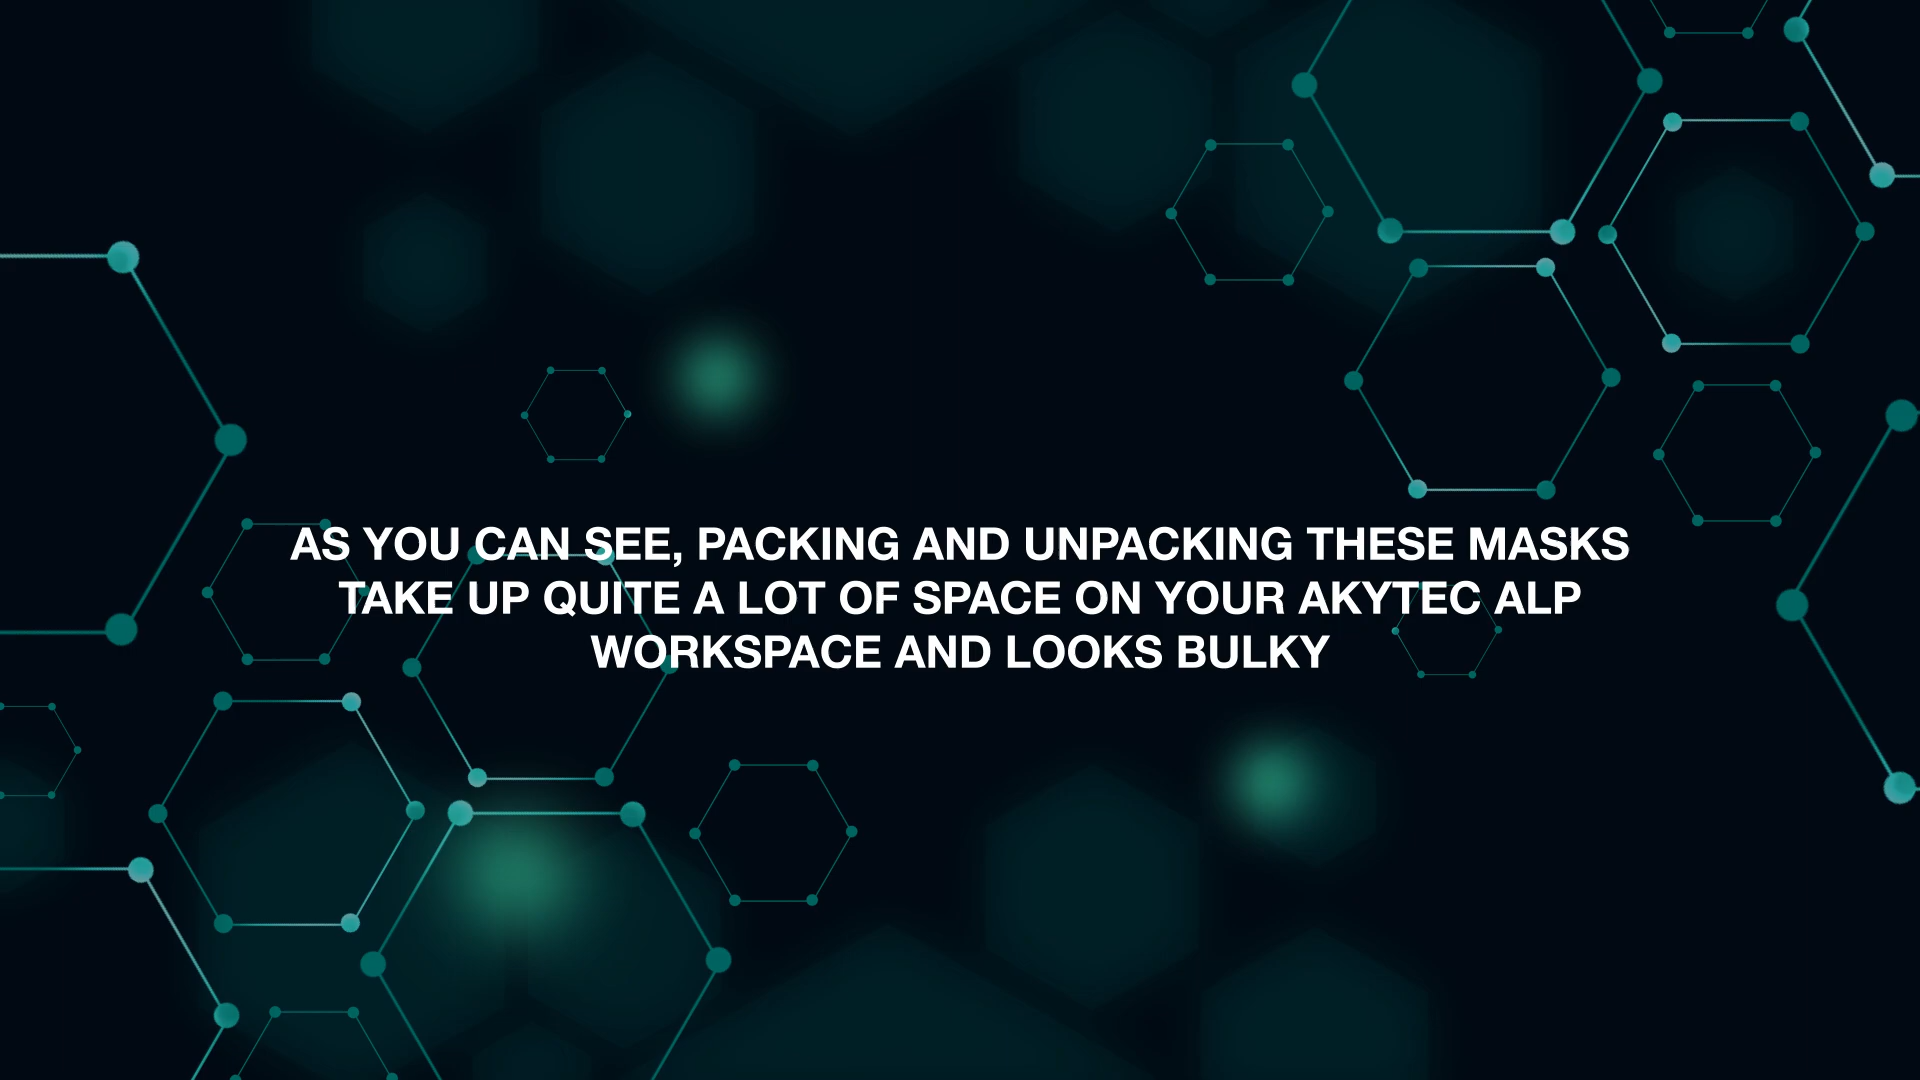 AS YOU CAN SEE, PACKING AND UNPACKING THESE MASKS
TAKE UP QUITE A LOT OF SPACE ON YOUR AKYTEC ALP
WORKSPACE AND LOOKS BULKY